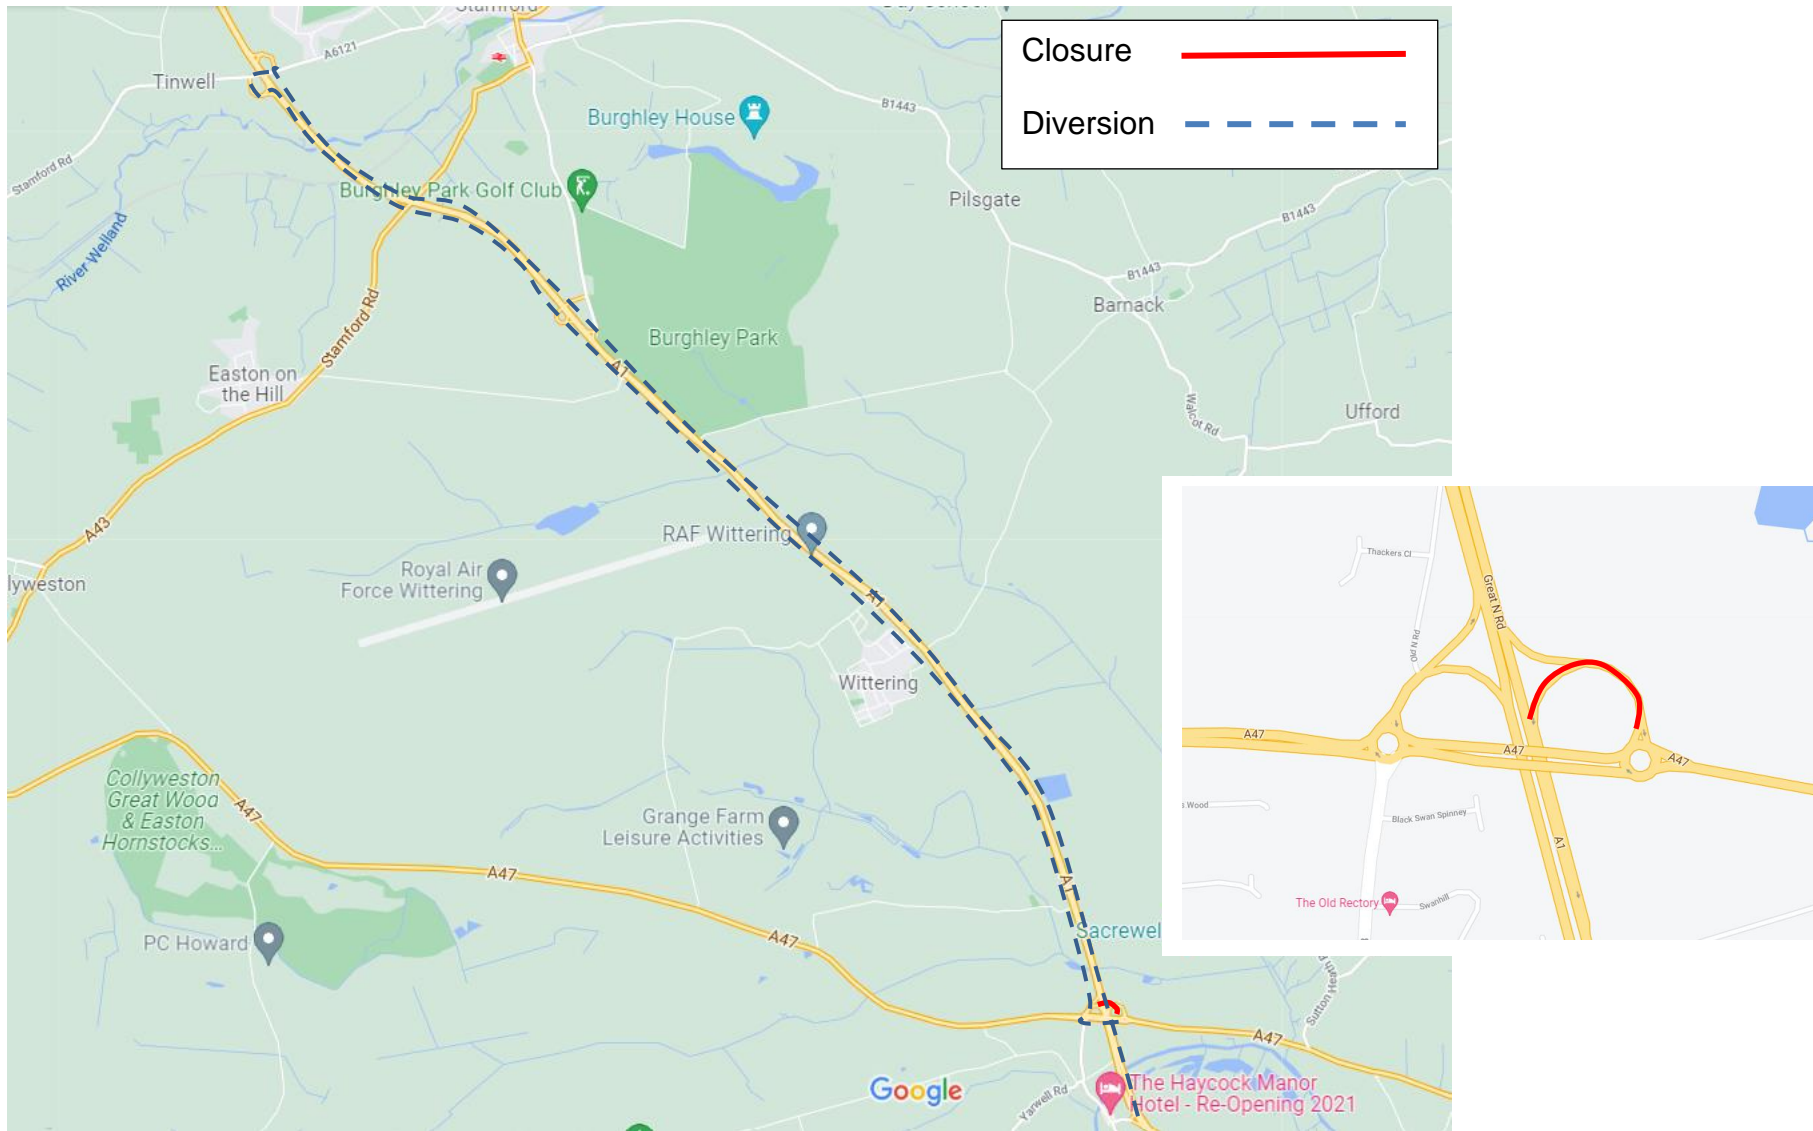 Stamford
Closure
Diversion
A6121
Tinwell
Burghley House
B1443
Stamford Rd
Burghley Park Golf Club
Pilsgate
B1443
River Welland
B1443
Barnack
Stamford Rd
Burghley Park
A1
Easton on
the Hill
Walcot Rd
Ufford
A43
RAF Wittering
Royal Air
Force Wittering
lyweston
A1
Wittering
Collyweston
Great Wood
& Easton
Hornstocks...
A47
Grange Farm
Leisure Activities
A47
A1
PC Howard
A47
Sacrewel
Sutton Heath R
A47
Google
Yarwell Rd
The Haycock Manor
Hotel - Re-Opening 2021
Thackers Cl
Great N Rd
Old N Rd
A47
A47
A47
Wood
Black Swan Spinney
A1
The Old Rectory
Swanhill